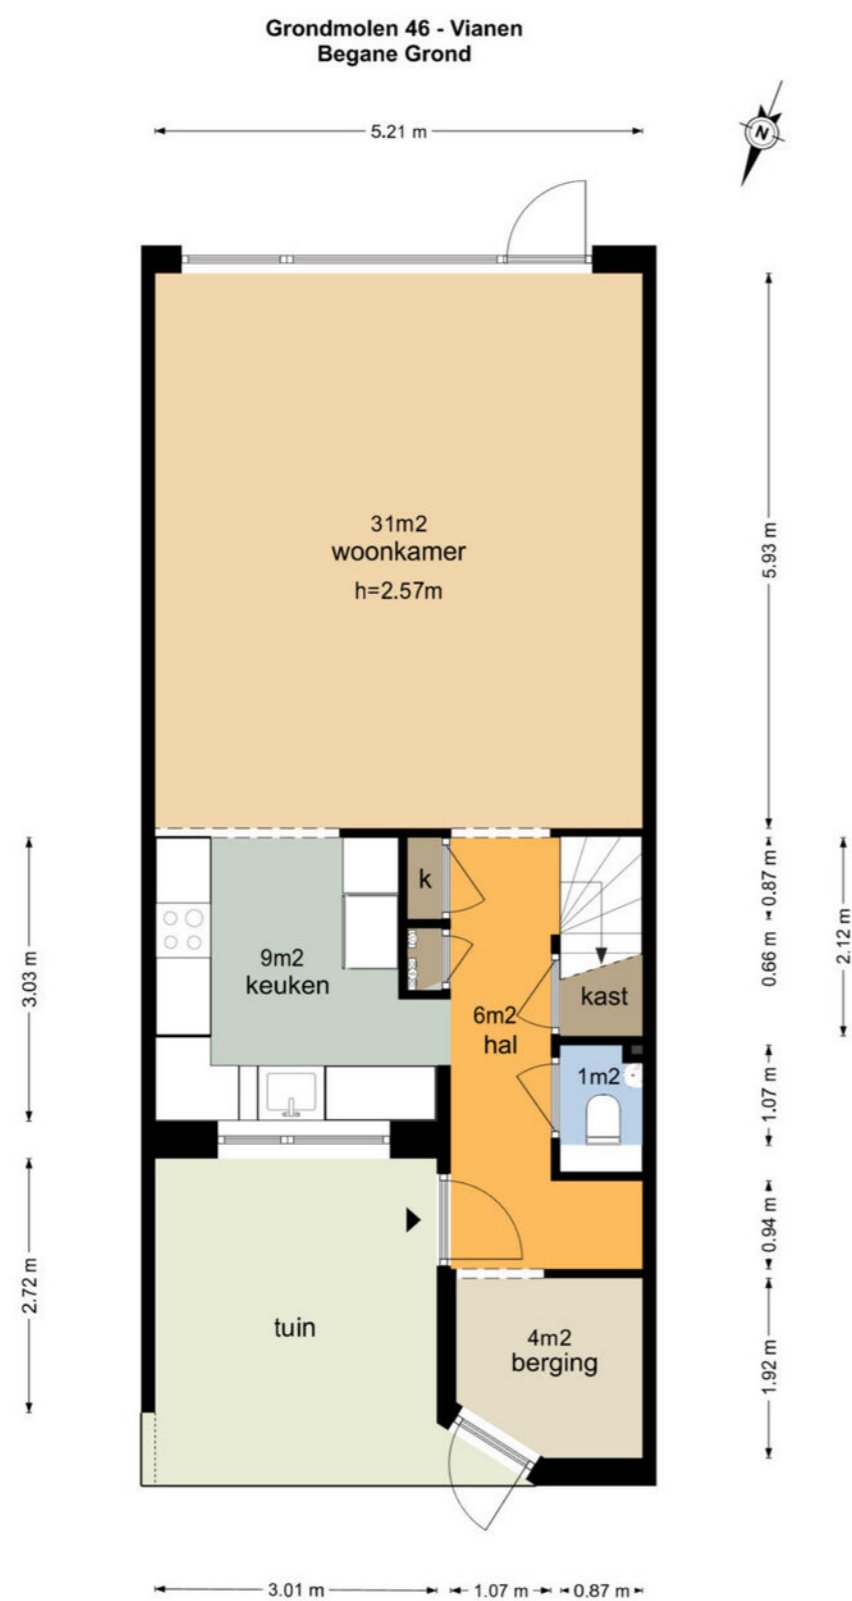 Grondmolen 46 - Vianen
Begane Grond
N
5.21 m
31m2
woonkamer
h=2.57m
5.93 m
k
9m2
keuken
3.03 m
6m2
hal
kast
1m2
0.87 m
0.66 m
2.12 m
1.07 m
0.94 m
2.72 m
tuin
4m2
berging
1.92 m
3.01 m
1.07 m
0.87 m